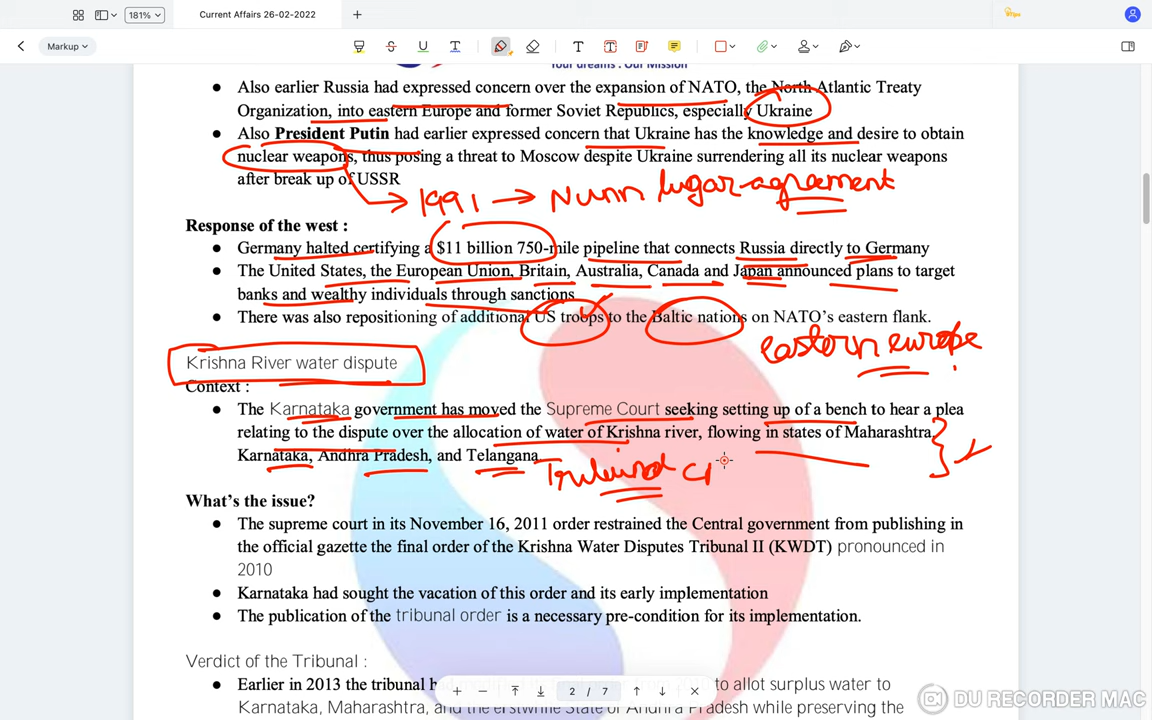 181%
Current Affairs 26-02-2022
Markup
Your dreams : Our Mission
• Also earlier Russia had expressed concern over the expansion of NATO, the North Atlantic Treaty
Organization, into eastern Europe and former Soviet Republics, especially Ukraine
• Also President Putin had earlier expressed concern that Ukraine has the knowledge and desire to obtain
nuclear weapons, thus posing a threat to Moscow despite Ukraine surrendering all its nuclear weapons
after break up of USSR
1991 → Nunn lugar-agreement
Response of the west :
• Germany halted certifying a $11 billion 750-mile pipeline that connects Russia directly to Germany
• The United States, the European Union, Britain, Australia, Canada and Japan announced plans to target
banks and wealthy individuals through sanctions
• There was also repositioning of additional US troops to the Baltic nations on NATO's eastern flank.
eastern europe
Krishna River water dispute
Context :
• The Karnataka government has moved the Supreme Court seeking setting up of a bench to hear a plea
relating to the dispute over the allocation of water of Krishna river, flowing in states of Maharashtra,
Karnataka, Andhra Pradesh, and Telangana
What's the issue?
• The supreme court in its November 16, 2011 order restrained the Central government from publishing in
the official gazette the final order of the Krishna Water Disputes Tribunal II (KWDT) pronounced in
2010
• Karnataka had sought the vacation of this order and its early implementation
• The publication of the tribunal order is a necessary pre-condition for its implementation.
Verdict of the Tribunal :
• Earlier in 2013 the tribunal h to allot surplus water to
Karnataka, Maharashtra, and the erstwhile State of Andhra Pradesh while preserving the
2 / 7
DU RECORDER MAC